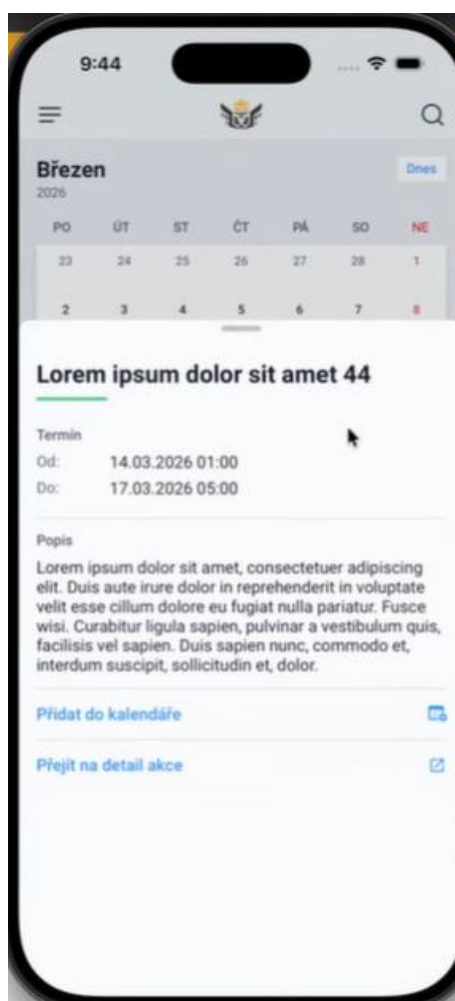 9:44
Březen
Dnes
2026
PO ÚT ST ČT PÁ SO NE
23 24 25 26 27 28 1
2 3 4 5 6 7 8
Lorem ipsum dolor sit amet 44
Termín
Od: 14.03.2026 01:00
Do: 17.03.2026 05:00
Popis
Lorem ipsum dolor sit amet, consectetuer adipiscing
elit. Duis aute irure dolor in reprehenderit in voluptate
velit esse cillum dolore eu fugiat nulla pariatur. Fusce
wisi. Curabitur ligula sapien, pulvinar a vestibulum quis,
facilisis vel sapien. Duis sapien nunc, commodo et,
interdum suscipit, sollicitudin et, dolor.
Přidat do kalendáře
Přejít na detail akce